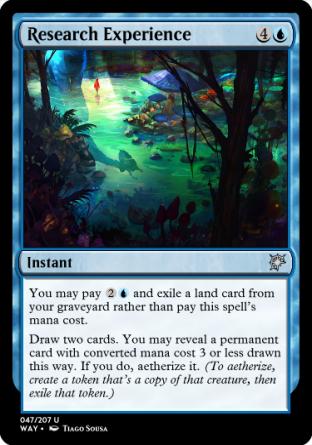 Research Experience 4
Instant
You may pay 2 and exile a land card from
your graveyard rather than pay this spell's
mana cost.
Draw two cards. You may reveal a permanent
card with converted mana cost 3 or less drawn
this way. If you do, aetherize it. (To aetherize,
create a token that's a copy of that creature, then
exile that token.)
047/207 U
WAY • Tiago Sousa